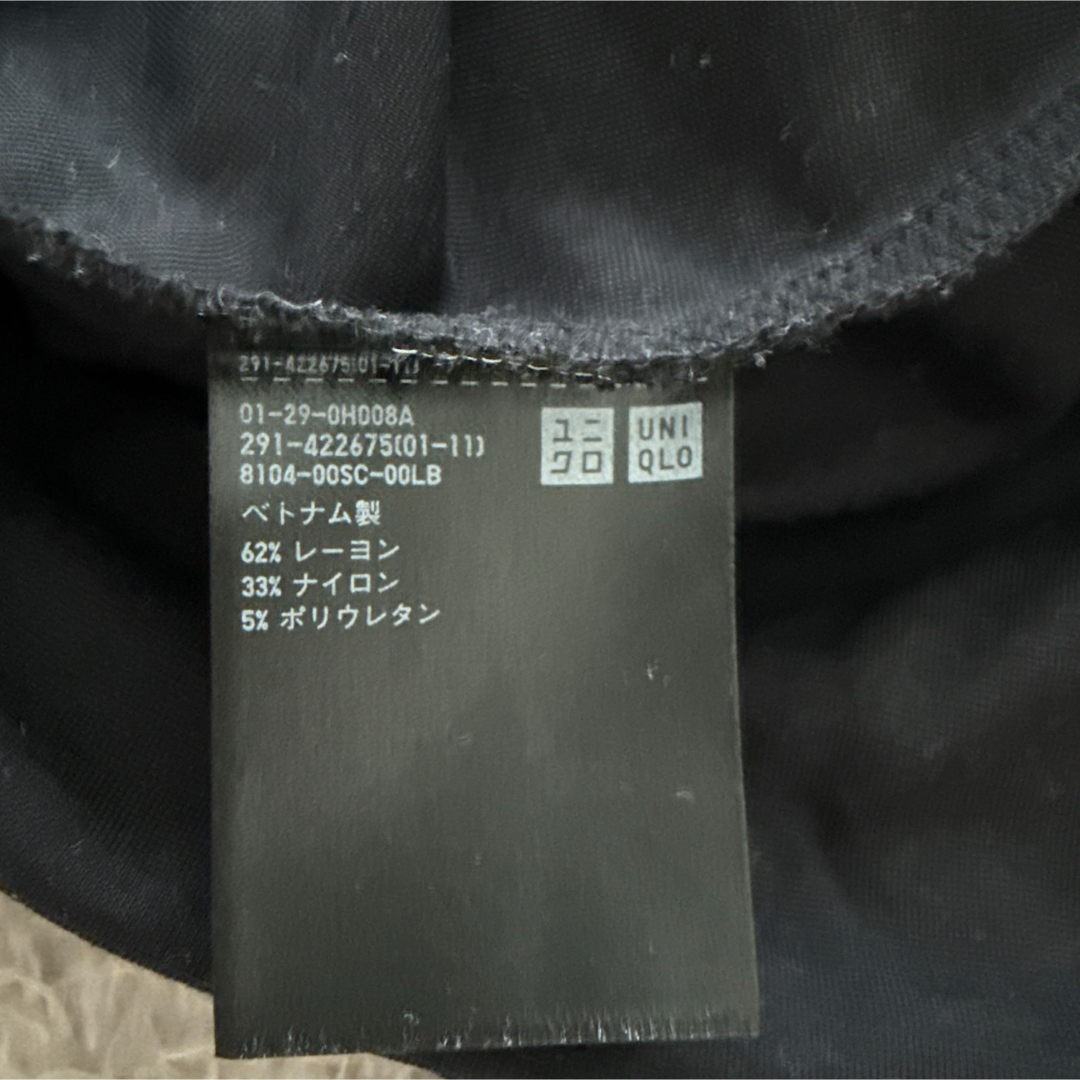 291-422675(01-11)
01-29-0H008A
291-422675(01-11)
8104-00SC-00LB
ユニ
クロ
UNI
QLO
ベトナム製
62% レーヨン
33% ナイロン
5% ポリウレタン